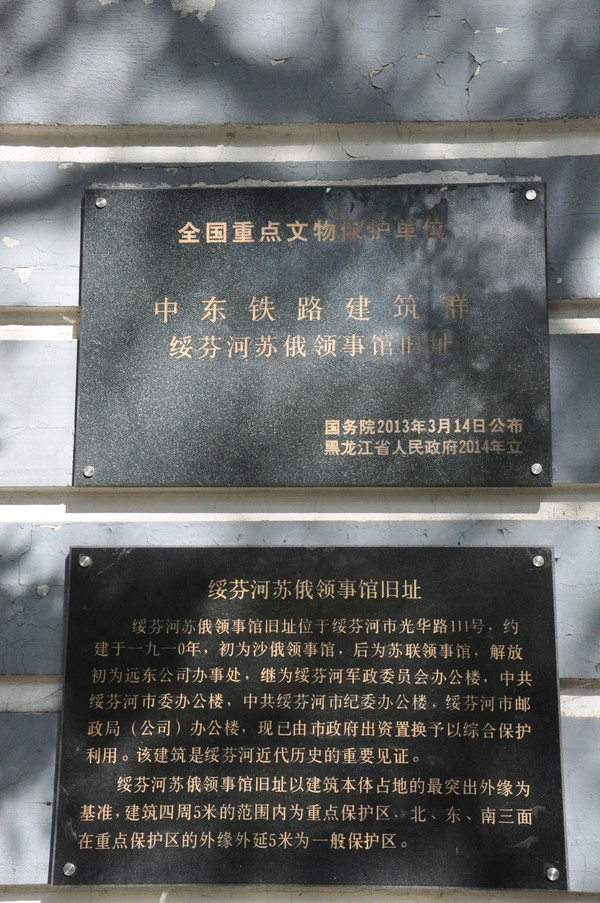 全国重点文物保护单位
中东铁路建筑群
绥芬河苏俄领事馆旧址
国务院2013年3月14日公布
黑龙江省人民政府2014年立
绥芬河苏俄领事馆旧址
绥芬河苏俄领事馆旧址位于绥芬河市光华路111号，约
建于一九一0年，初为沙俄领事馆，后为苏联领事馆，解放
初为远东公司办事处，继为绥芬河军政委员会办公楼，中共
绥芬河市委办公楼，中共绥芬河市纪委办公楼，绥芬河市邮
政局（公司）办公楼，现已由市政府出资置换予以综合保护
利用。该建筑是绥芬河近代历史的重要见证。
绥芬河苏俄领事馆旧址以建筑本体占地的最突出外缘为
基准，建筑四周5米的范围内为重点保护区，北、东、南三面
在重点保护区的外缘外延5米为一般保护区。